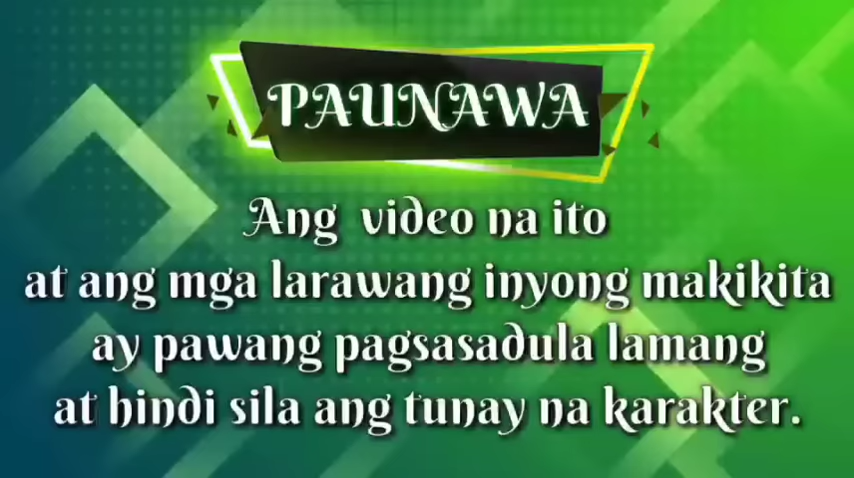 PAUNAWA
Ang video na ito
at ang mga larawang inyong makikita
ay pawang pagsasadula lamang
at hindi sila ang tunay na karakter.